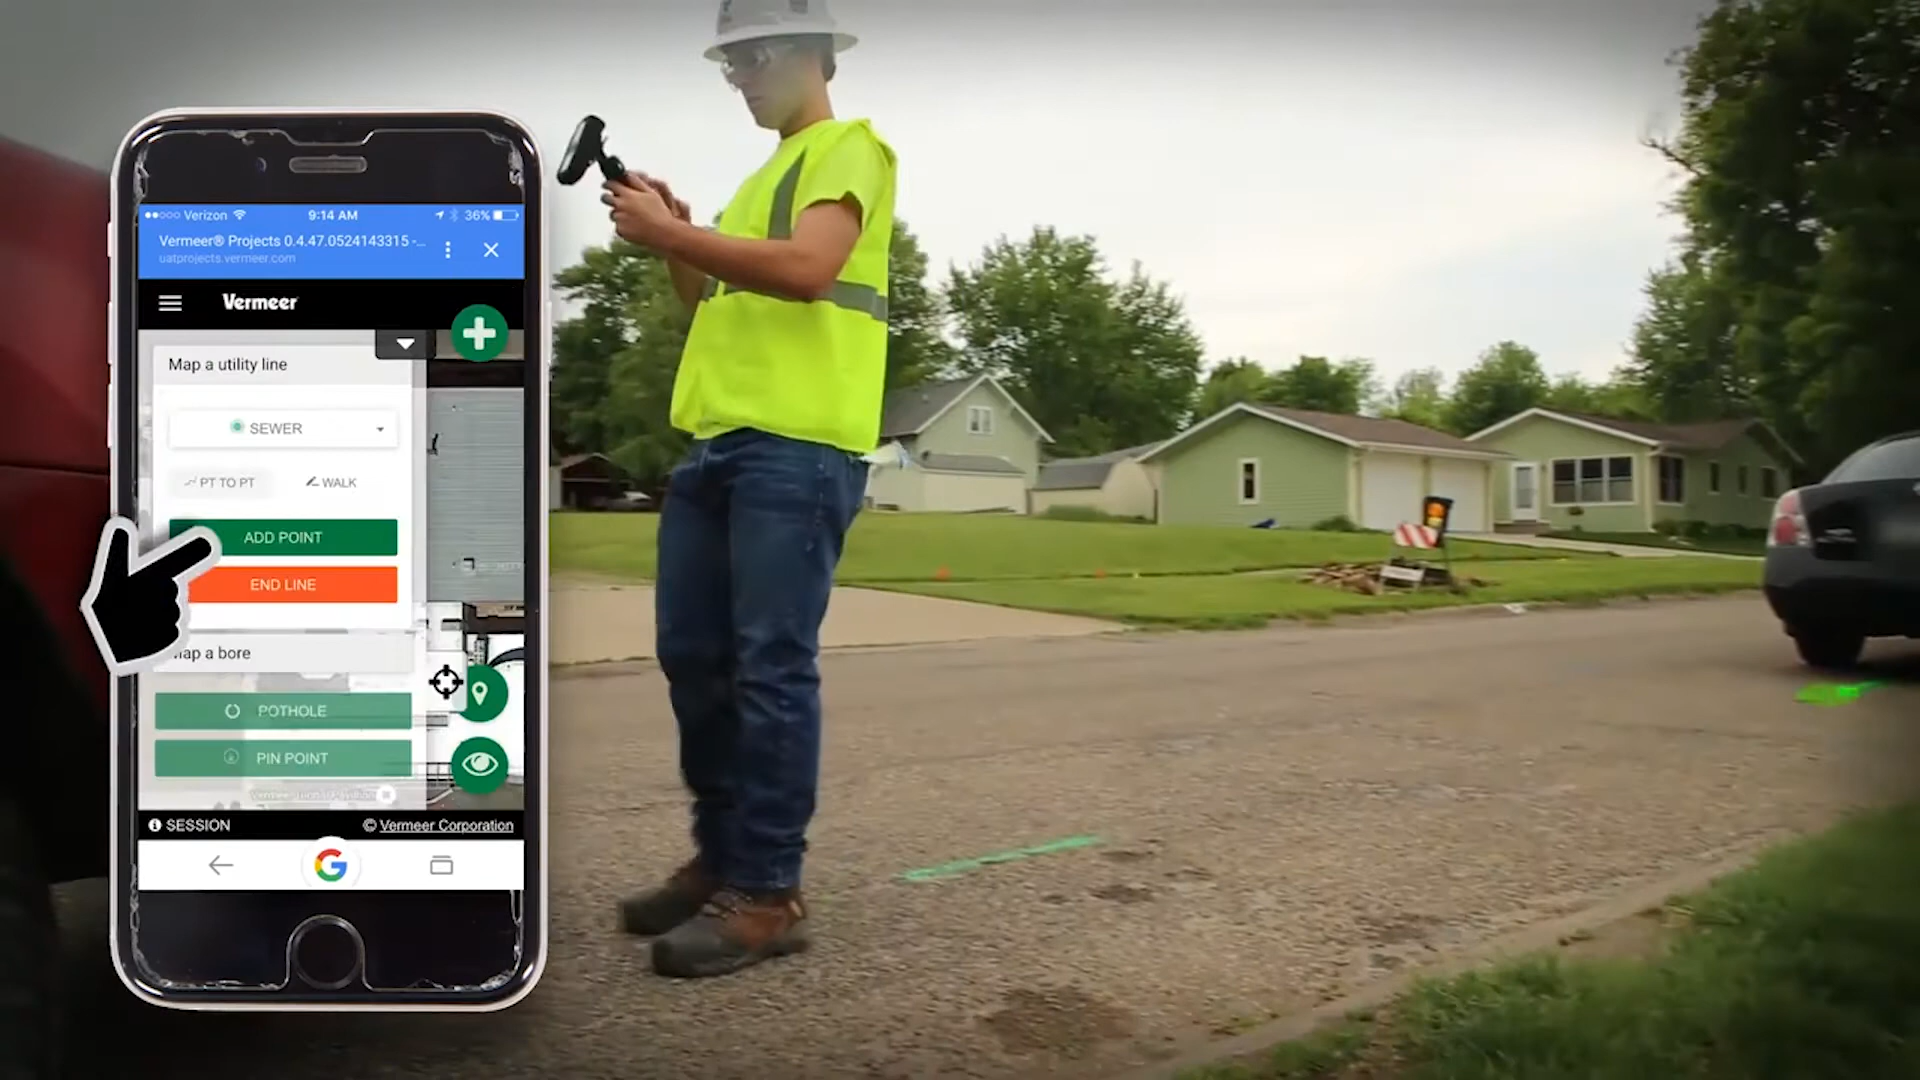 Verizon 9:14 AM 36%
Vermeer® Projects 0.4.47.0524143315 -...
uatprojects.vermeer.com
Vermeer
Map a utility line
SEWER
PT TO PT WALK
ADD POINT
END LINE
Map a bore
POTHOLE
PIN POINT
SESSION © Vermeer Corporation